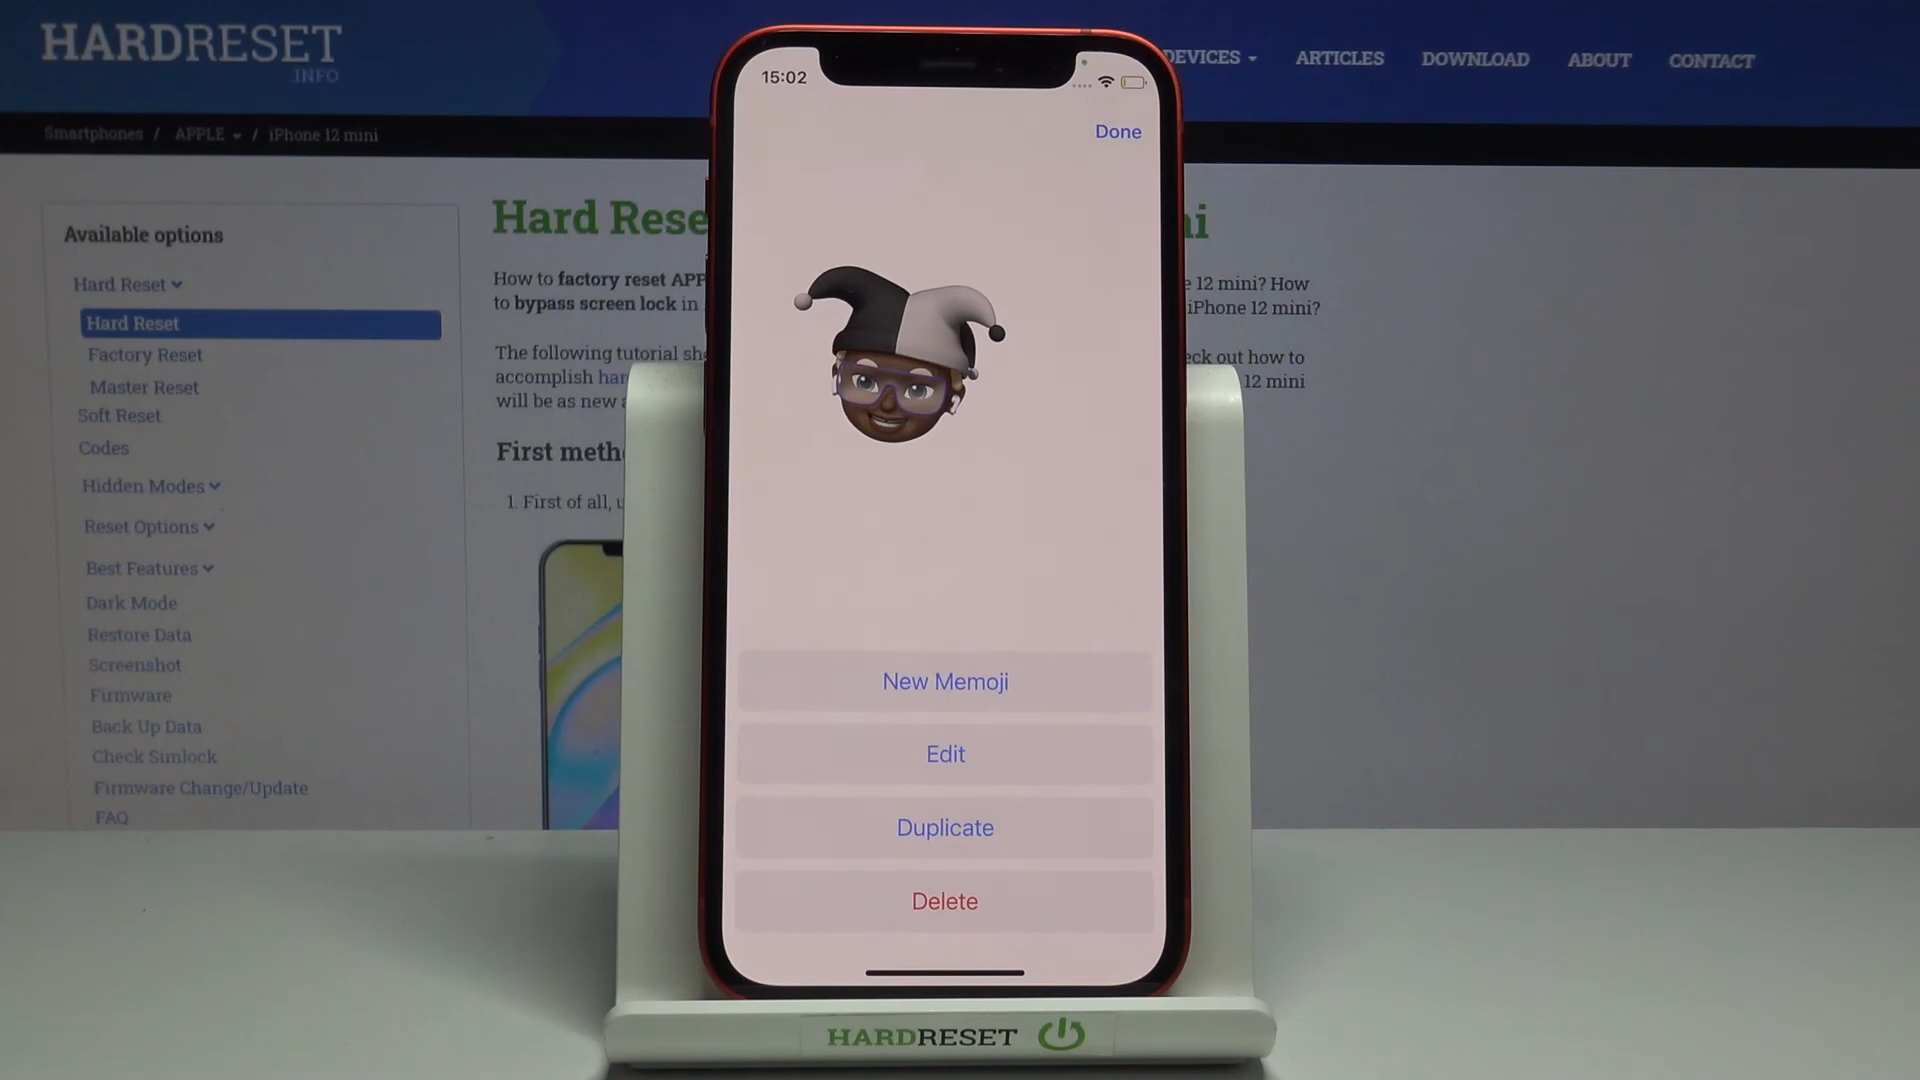 HARDRESET
.INFO
DEVICES
ARTICLES
DOWNLOAD
ABOUT
CONTACT
Smartphones / APPLE / iPhone 12 mini
Available options
Hard Reset
Hard Reset
Factory Reset
Master Reset
Soft Reset
Codes
Hidden Modes
Reset Options
Best Features
Dark Mode
Restore Data
Screenshot
Firmware
Back Up Data
Check Simlock
Firmware Change/Update
FAQ
Hard Rese
How to factory reset APP
12 mini? How
to bypass screen lock in
iPhone 12 mini?
The following tutorial sh
eck out how to
accomplish har
12 mini
will be as new
First meth
1. First of all, u
15:02
Done
New Memoji
Edit
Duplicate
Delete
HARDRESET